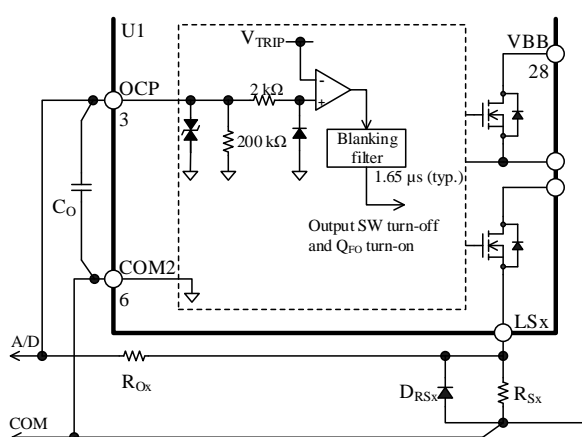 U1
VTRIP
VBB
28
OCP
3
2 kΩ
-
+
200 kΩ
Blanking
filter
1.65 µs (typ.)
CO
Output SW turn-off
and QFO turn-on
COM2
6
LSx
A/D
ROx
DRSx
RSx
COM